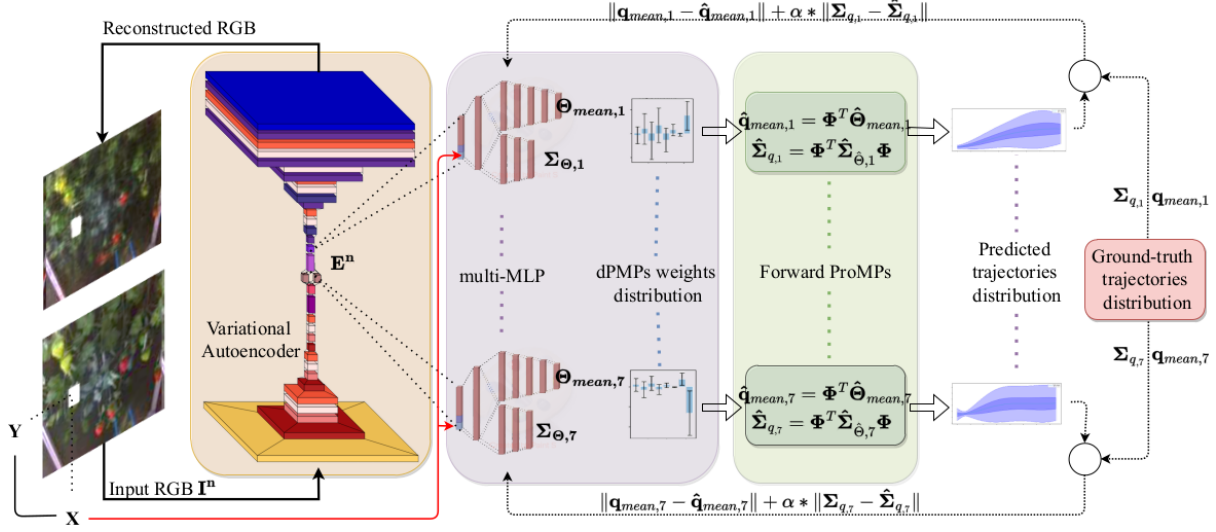 ‖q_{mean,1} − q̂_{mean,1}‖ + α ∗ ‖Σ_{q,1} − Σ̂_{q,1}‖
Reconstructed RGB
Θ_{mean,1}
Σ_{Θ,1}
q̂_{mean,1} = Φ^T Θ̂_{mean,1}
Σ̂_{q,1} = Φ^T Σ̂_{Θ̂,1} Φ
Σ_{q,1} q_{mean,1}
E^n
multi-MLP
dPMPs weights
distribution
Forward ProMPs
Predicted
trajectories
distribution
Ground-truth
trajectories
distribution
Variational
Autoencoder
Σ_{q,7} q_{mean,7}
Θ_{mean,7}
Σ_{Θ,7}
q̂_{mean,7} = Φ^T Θ̂_{mean,7}
Σ̂_{q,7} = Φ^T Σ̂_{Θ̂,7} Φ
Y
Input RGB I^n
X
‖q_{mean,7} − q̂_{mean,7}‖ + α ∗ ‖Σ_{q,7} − Σ̂_{q,7}‖